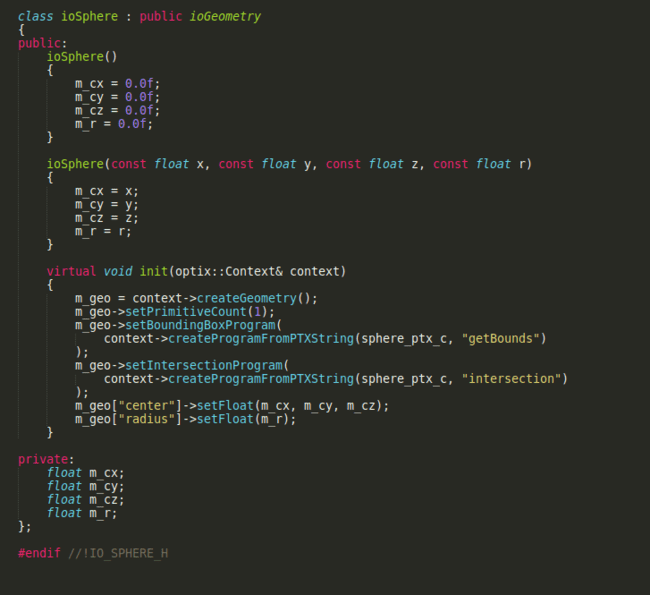 class ioSphere : public ioGeometry
{
public:
    ioSphere()
    {
        m_cx = 0.0f;
        m_cy = 0.0f;
        m_cz = 0.0f;
        m_r = 0.0f;
    }

    ioSphere(const float x, const float y, const float z, const float r)
    {
        m_cx = x;
        m_cy = y;
        m_cz = z;
        m_r = r;
    }

    virtual void init(optix::Context& context)
    {
        m_geo = context->createGeometry();
        m_geo->setPrimitiveCount(1);
        m_geo->setBoundingBoxProgram(
            context->createProgramFromPTXString(sphere_ptx_c, "getBounds")
        );
        m_geo->setIntersectionProgram(
            context->createProgramFromPTXString(sphere_ptx_c, "intersection")
        );
        m_geo["center"]->setFloat(m_cx, m_cy, m_cz);
        m_geo["radius"]->setFloat(m_r);
    }

private:
    float m_cx;
    float m_cy;
    float m_cz;
    float m_r;
};

#endif //!IO_SPHERE_H